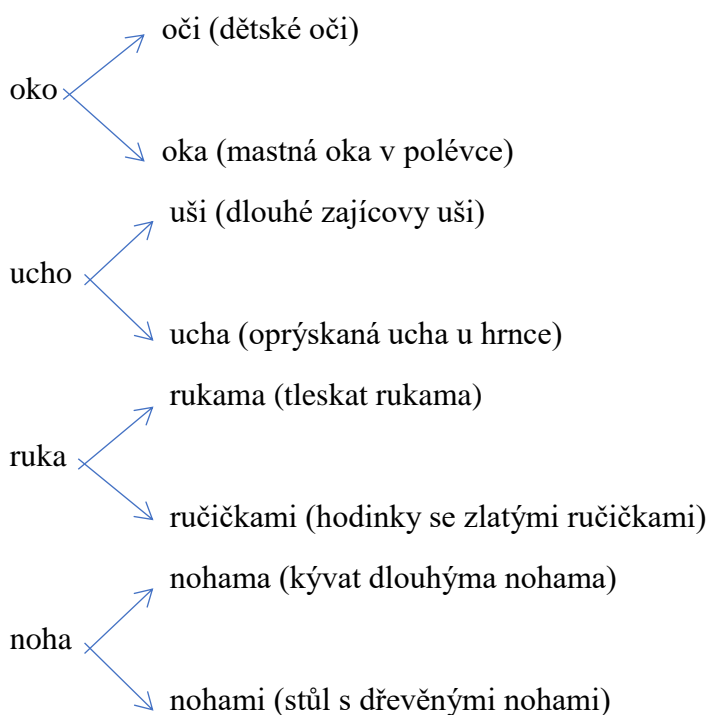 oči (dětské oči)
oko
oka (mastná oka v polévce)
uši (dlouhé zajícovy uši)
ucho
ucha (oprýskaná ucha u hrnce)
rukama (tleskat rukama)
ruka
ručičkami (hodinky se zlatými ručičkami)
nohama (kývat dlouhýma nohama)
noha
nohami (stůl s dřevěnými nohami)